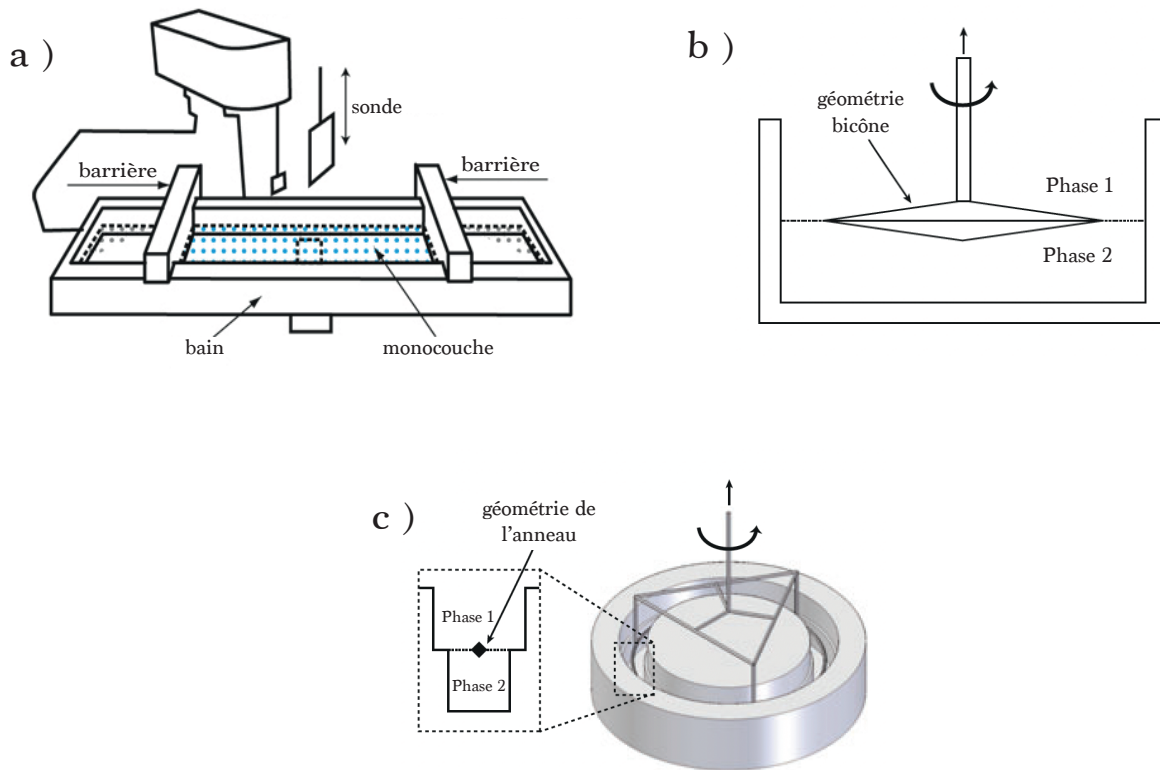 a )
sonde
barrière
barrière
bain
monocouche
b )
géométrie
bicône
Phase 1
Phase 2
c )
géométrie de
l'anneau
Phase 1
Phase 2